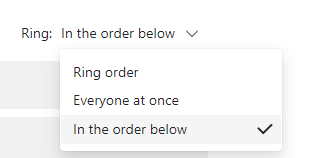 Ring: In the order below
Ring order
Everyone at once
In the order below